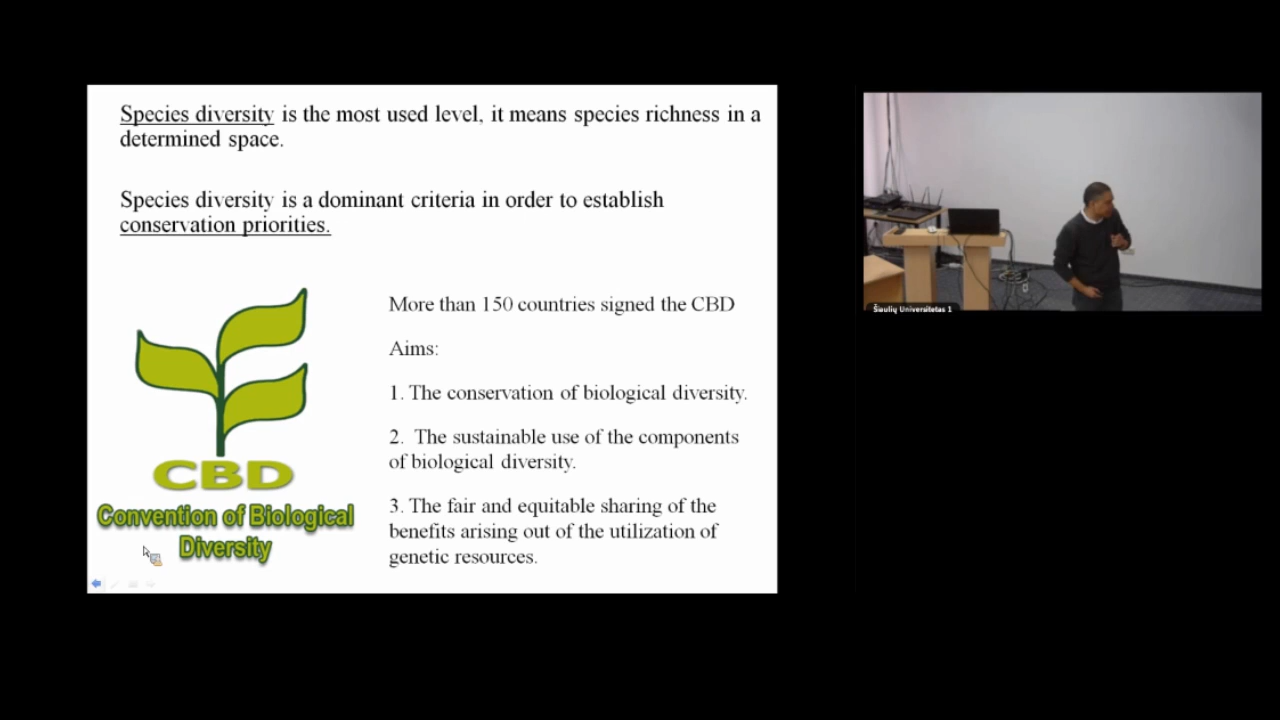 Species diversity is the most used level, it means species richness in a
determined space.
Species diversity is a dominant criteria in order to establish
conservation priorities.
More than 150 countries signed the CBD
Aims:
1. The conservation of biological diversity.
2. The sustainable use of the components
of biological diversity.
3. The fair and equitable sharing of the
benefits arising out of the utilization of
genetic resources.
CBD
Convention of Biological
Diversity
Šiaulių Universitetas 1